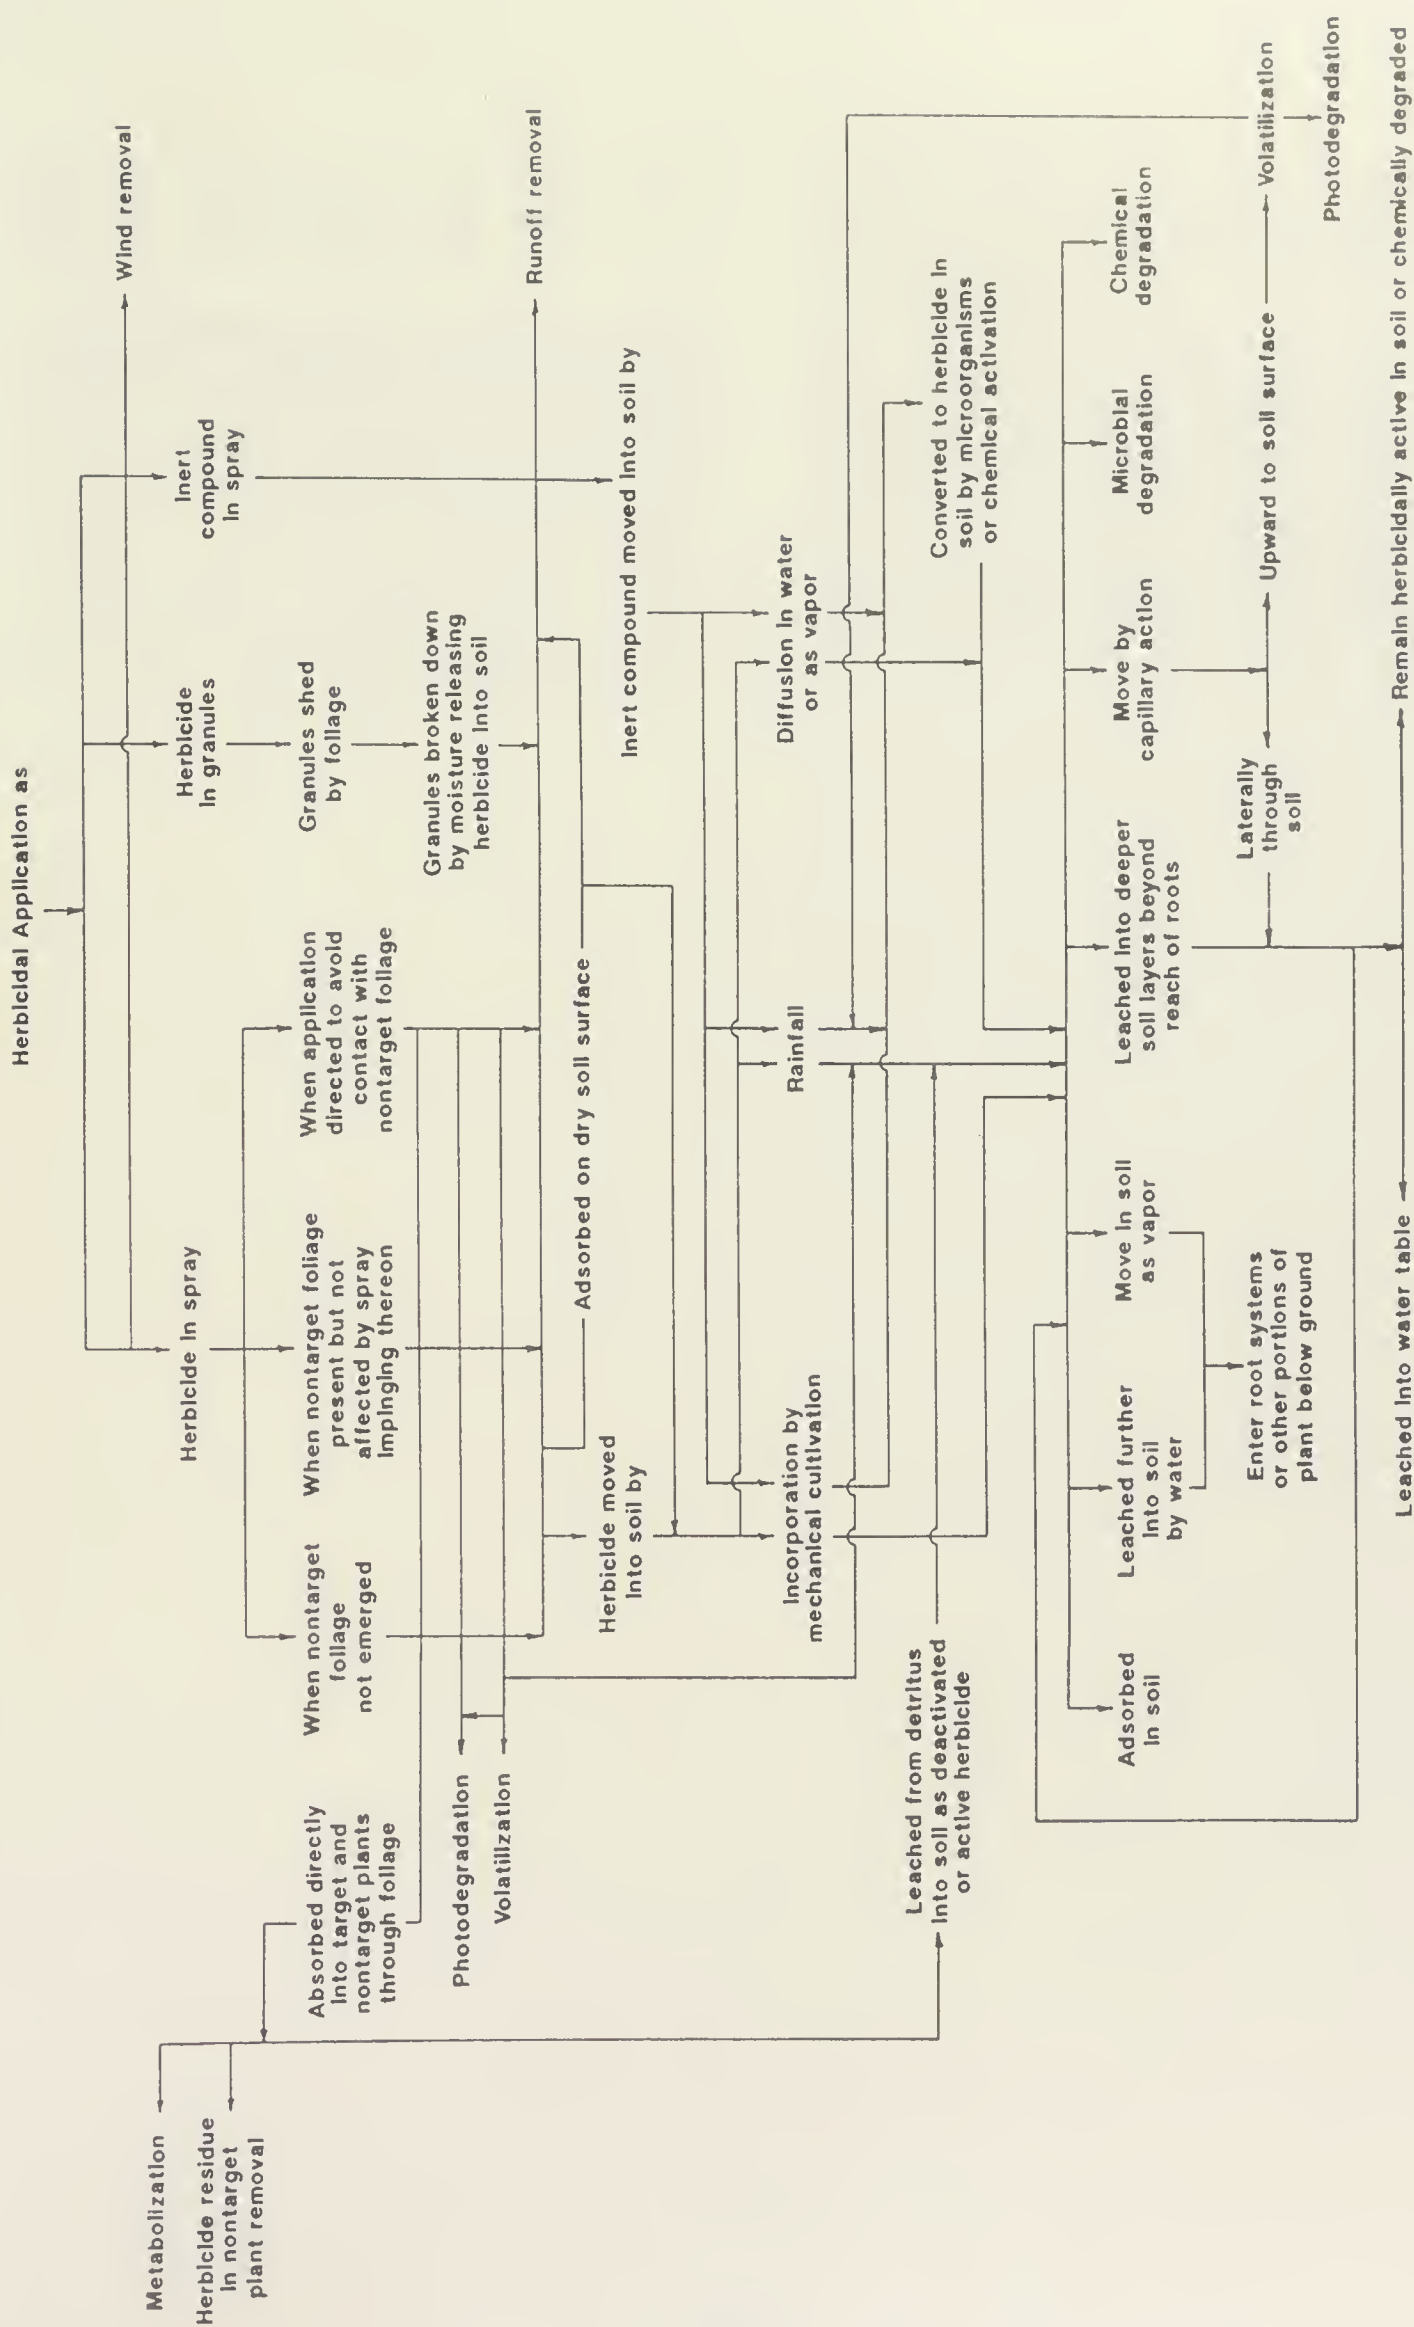 Herbicidal Application as
Wind removal
Herbicide in spray
Herbicide
in granules
Inert
compound
in spray
Metabolization
Herbicide residue
in nontarget
plant removal
Absorbed directly
into target and
nontarget plants
through foliage
When nontarget
foliage
not emerged
When nontarget foliage
present but not
affected by spray
impinging thereon
When application
directed to avoid
contact with
nontarget foliage
Granules shed
by foliage
Granules broken down
by moisture releasing
herbicide into soil
Photodegradation
Volatilization
Runoff removal
Adsorbed on dry soil surface
Herbicide moved
into soil by
Inert compound moved into soil by
Incorporation by
mechanical cultivation
Rainfall
Diffusion in water
or as vapor
Leached from detritus
into soil as deactivated
or active herbicide
Converted to herbicide in
soil by microorganisms
or chemical activation
Adsorbed
in soil
Leached further
into soil
by water
Move in soil
as vapor
Leached into deeper
soil layers beyond
reach of roots
Move by
capillary action
Microbial
degradation
Chemical
degradation
Enter root systems
or other portions of
plant below ground
Laterally
through
soil
Upward to soil surface
Volatilization
Photodegradation
Leached into water table
Remain herbicidally active in soil or chemically degraded